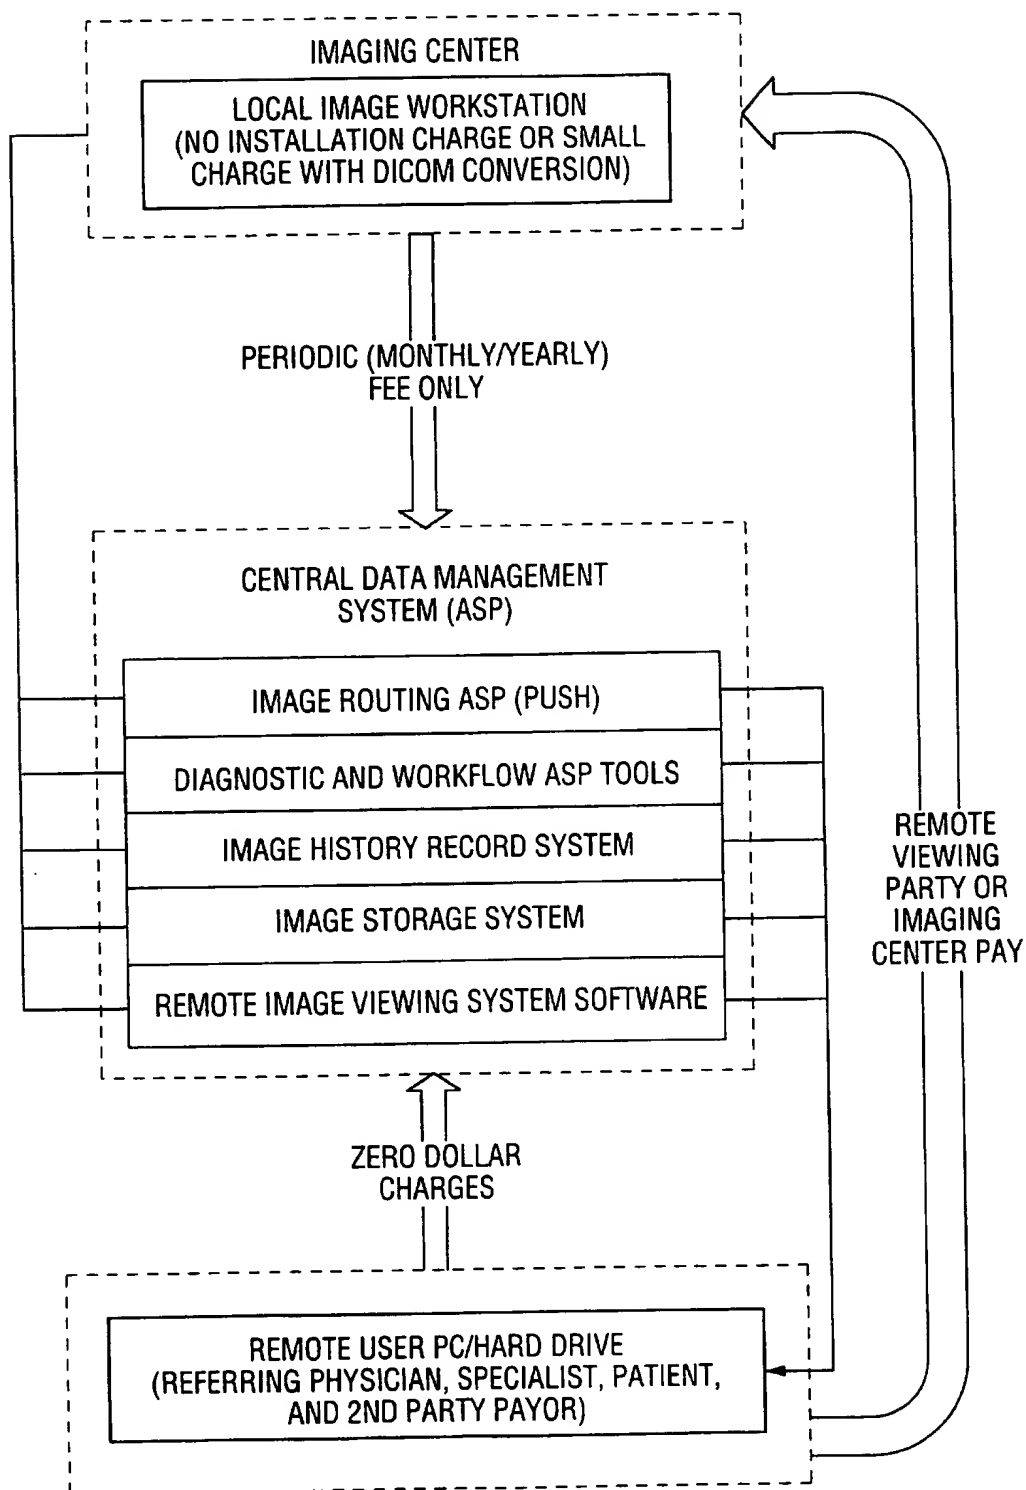 IMAGING CENTER
LOCAL IMAGE WORKSTATION
(NO INSTALLATION CHARGE OR SMALL
CHARGE WITH DICOM CONVERSION)
PERIODIC (MONTHLY/YEARLY)
FEE ONLY
CENTRAL DATA MANAGEMENT
SYSTEM (ASP)
IMAGE ROUTING ASP (PUSH)
DIAGNOSTIC AND WORKFLOW ASP TOOLS
IMAGE HISTORY RECORD SYSTEM
IMAGE STORAGE SYSTEM
REMOTE IMAGE VIEWING SYSTEM SOFTWARE
REMOTE
VIEWING
PARTY OR
IMAGING
CENTER PAY
ZERO DOLLAR
CHARGES
REMOTE USER PC/HARD DRIVE
(REFERRING PHYSICIAN, SPECIALIST, PATIENT,
AND 2ND PARTY PAYOR)